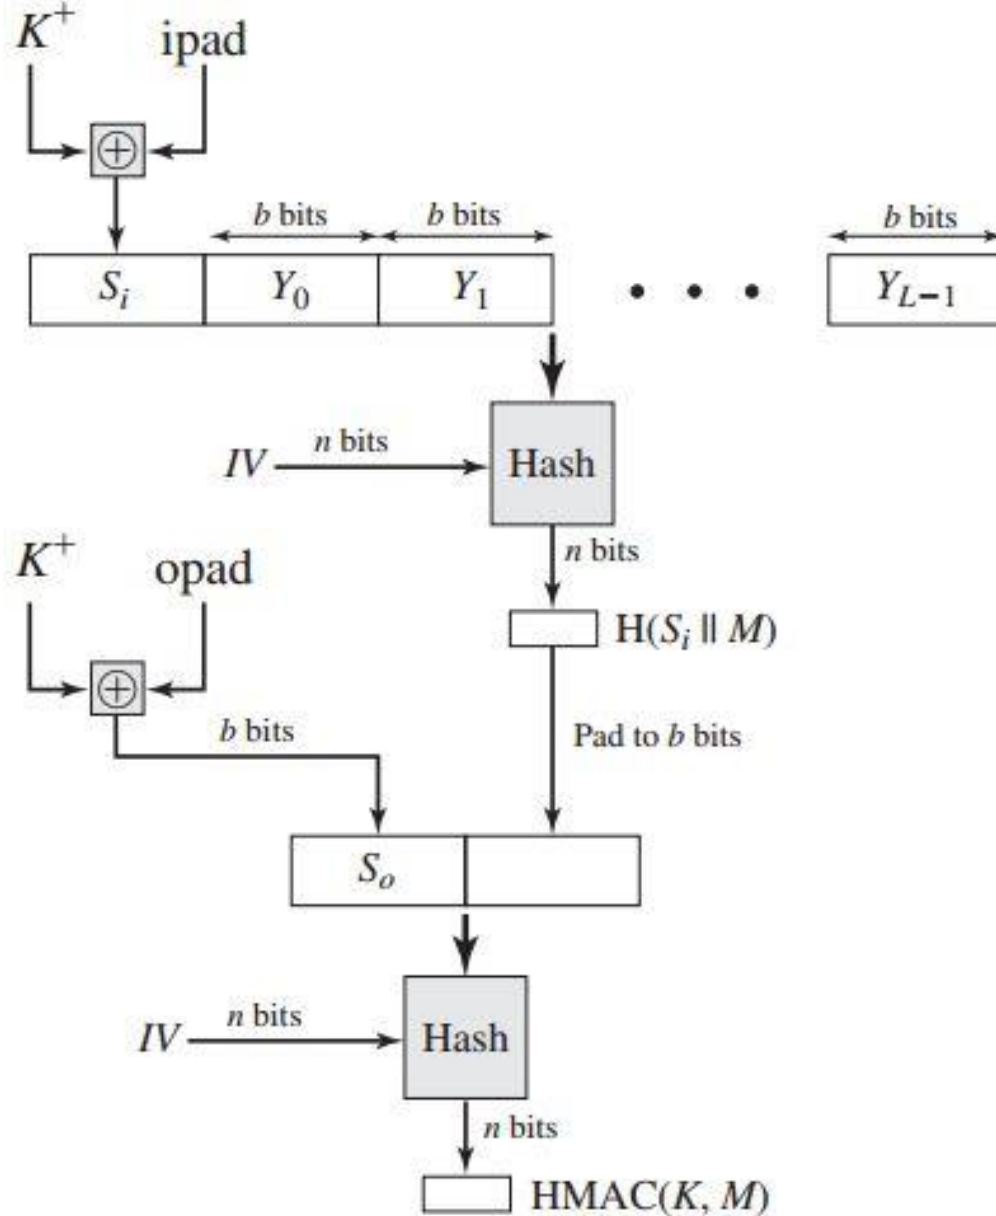 K⁺ ipad
⊕
b bits b bits b bits
Sᵢ Y₀ Y₁ • • • Y_{L−1}
IV n bits Hash
n bits
K⁺ opad
H(Sᵢ || M)
⊕
b bits Pad to b bits
Sₒ
IV n bits Hash
n bits
HMAC(K, M)